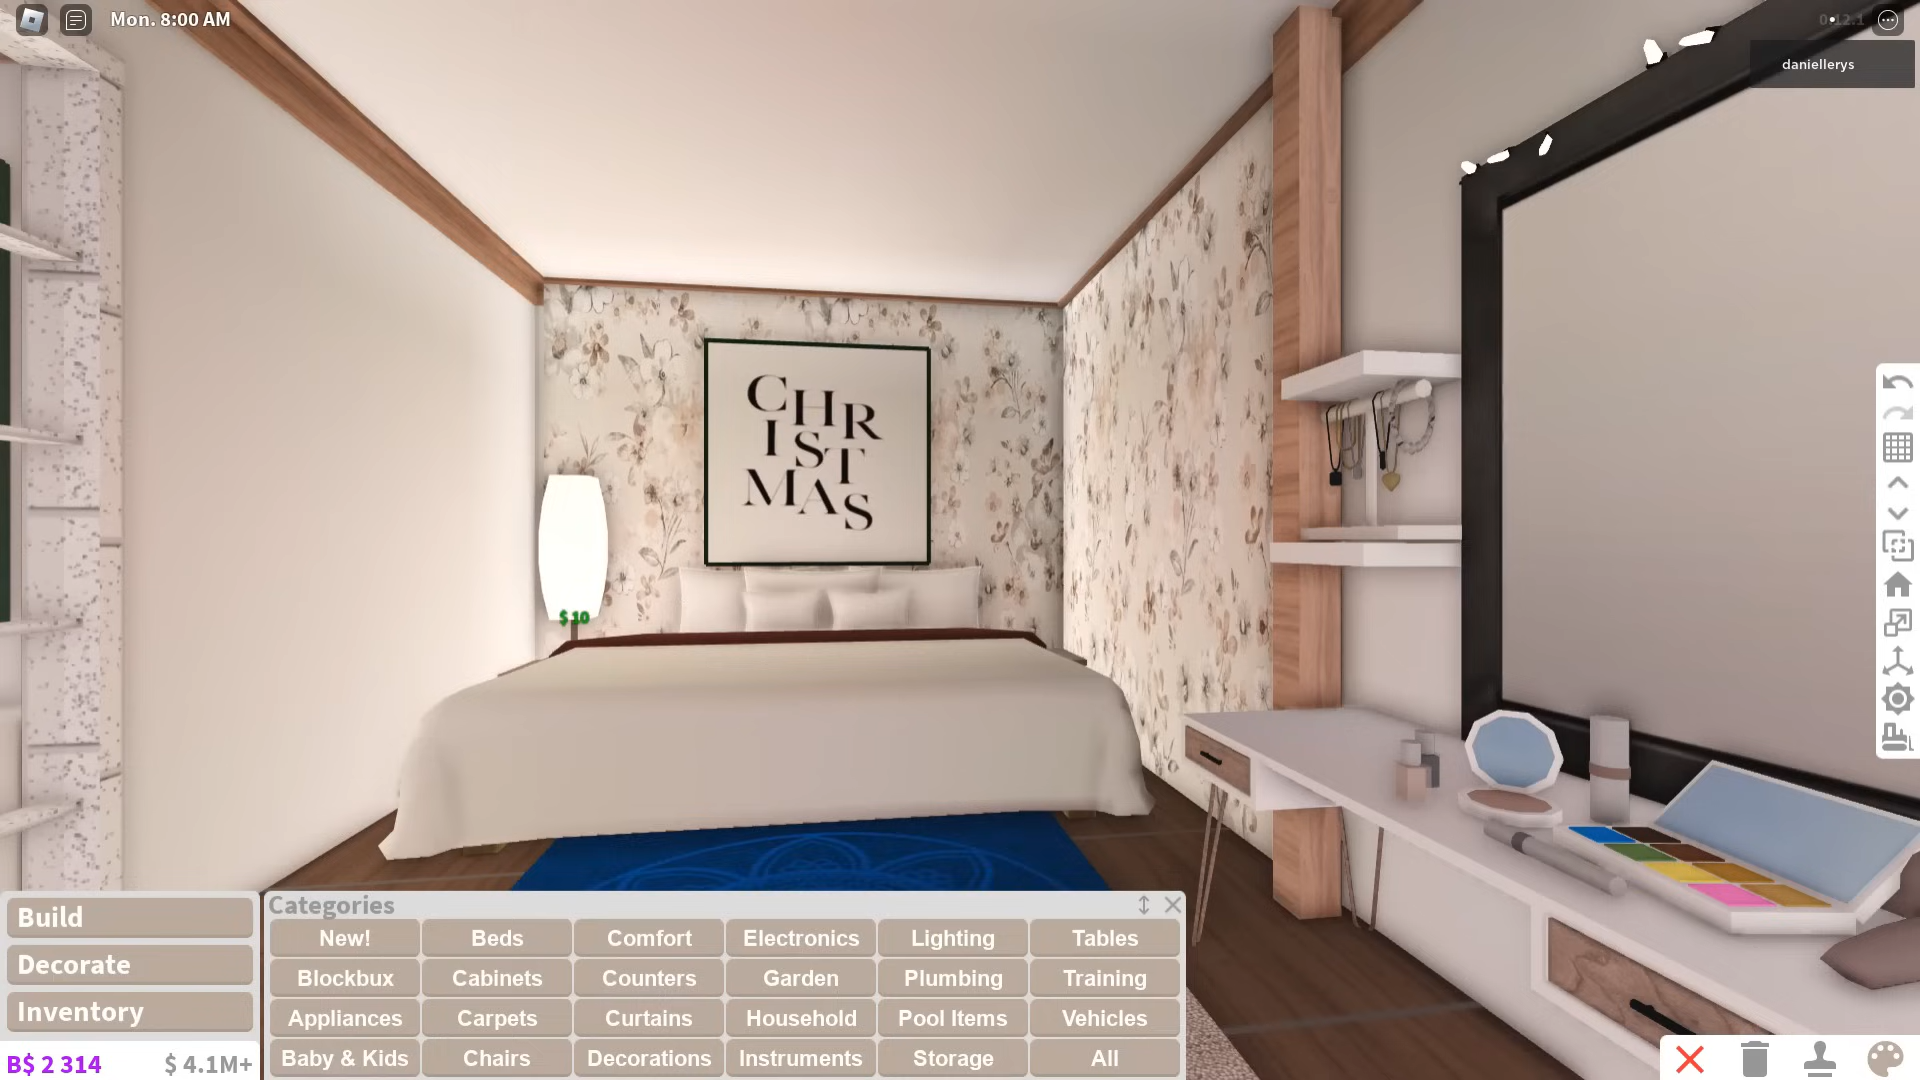 Mon. 8:00 AM
daniellerys
CHR
IST
MAS
$10
Build
Decorate
Inventory
B$ 2 314
$ 4.1M+
Categories
New!
Beds
Comfort
Electronics
Lighting
Tables
Blockbux
Cabinets
Counters
Garden
Plumbing
Training
Appliances
Carpets
Curtains
Household
Pool Items
Vehicles
Baby & Kids
Chairs
Decorations
Instruments
Storage
All